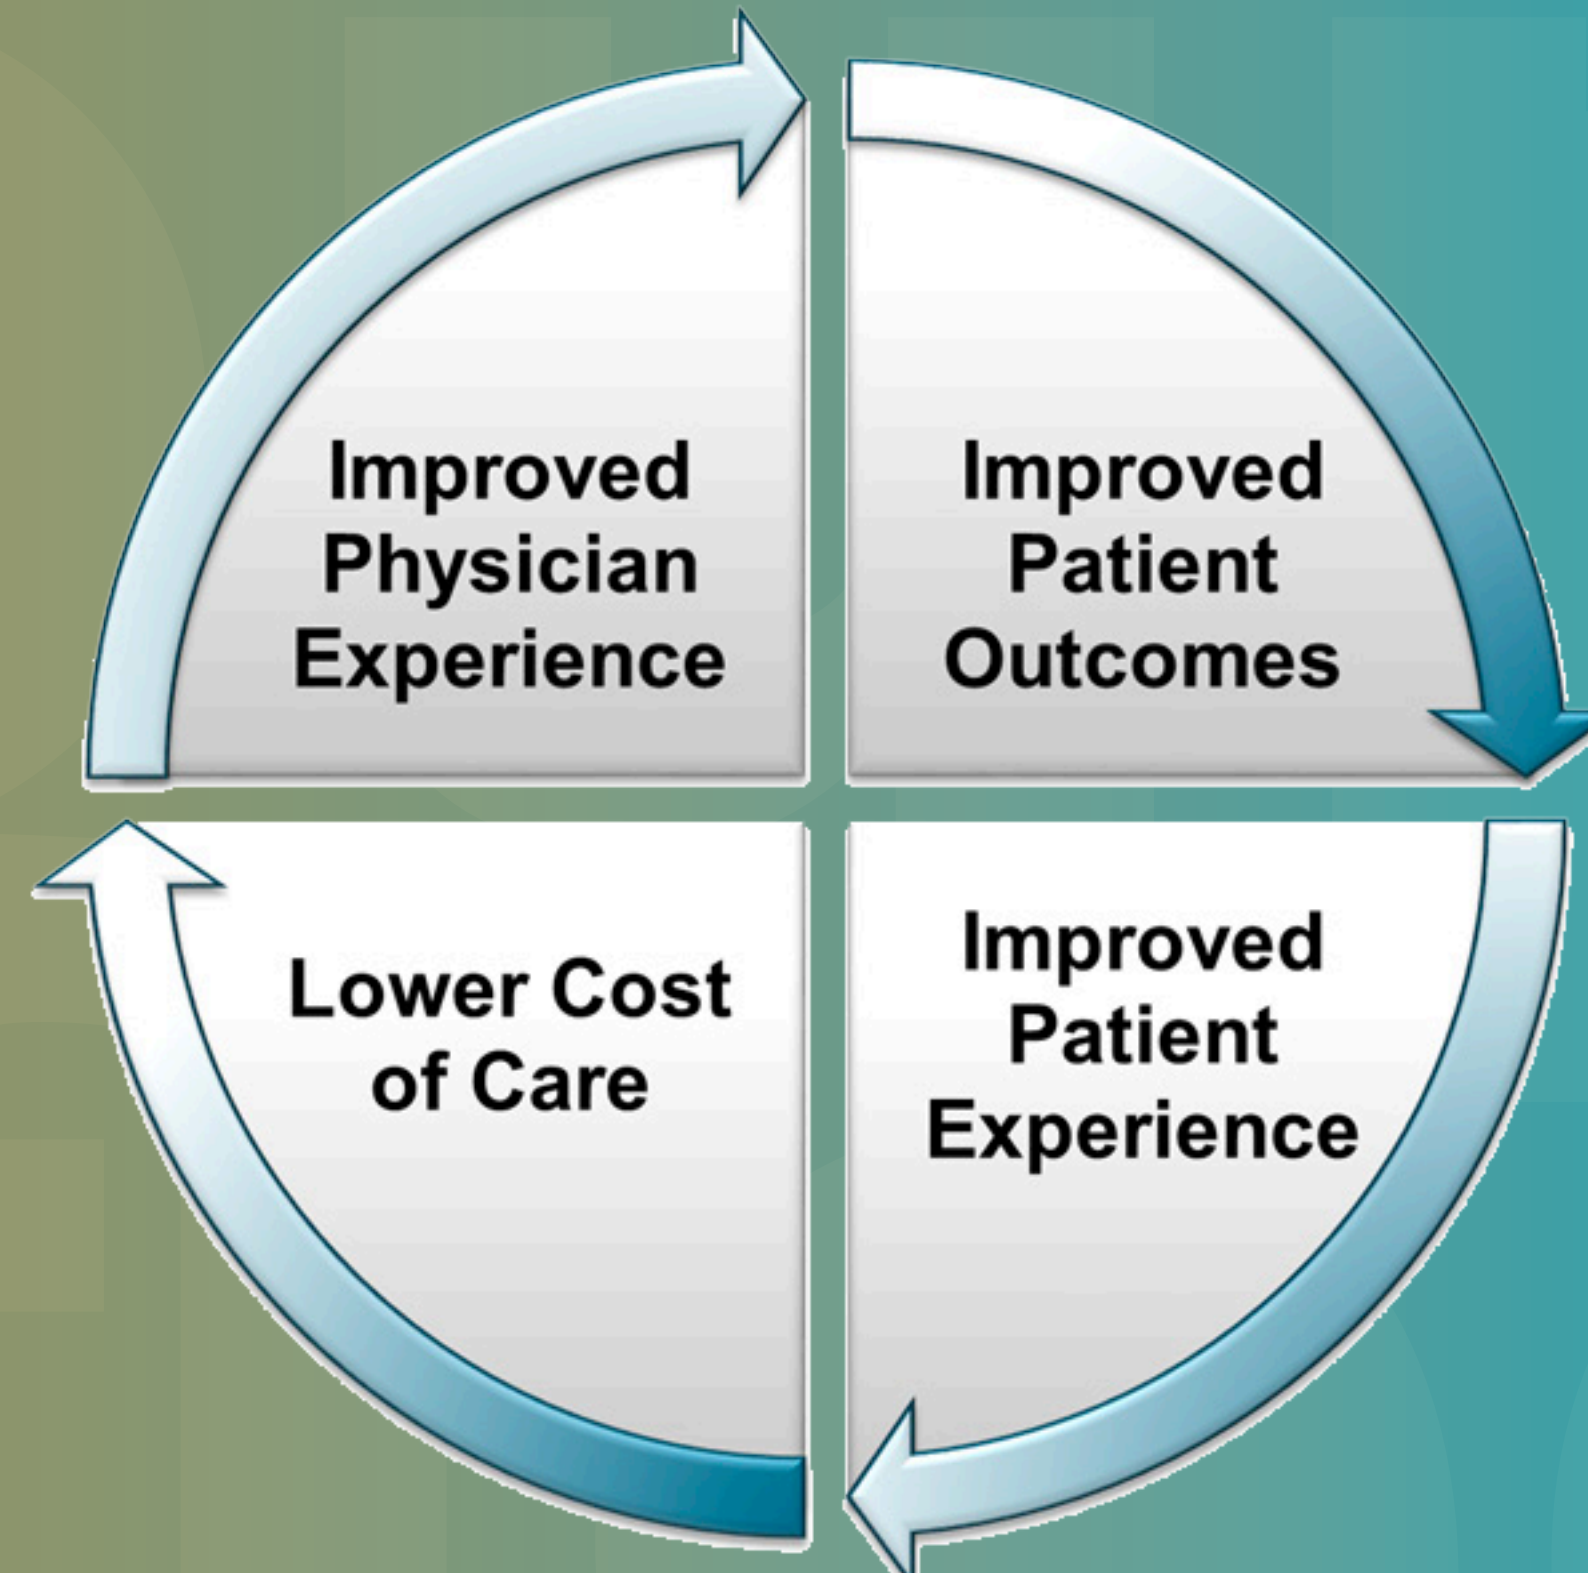 Improved
Physician
Experience
Improved
Patient
Outcomes
Lower Cost
of Care
Improved
Patient
Experience